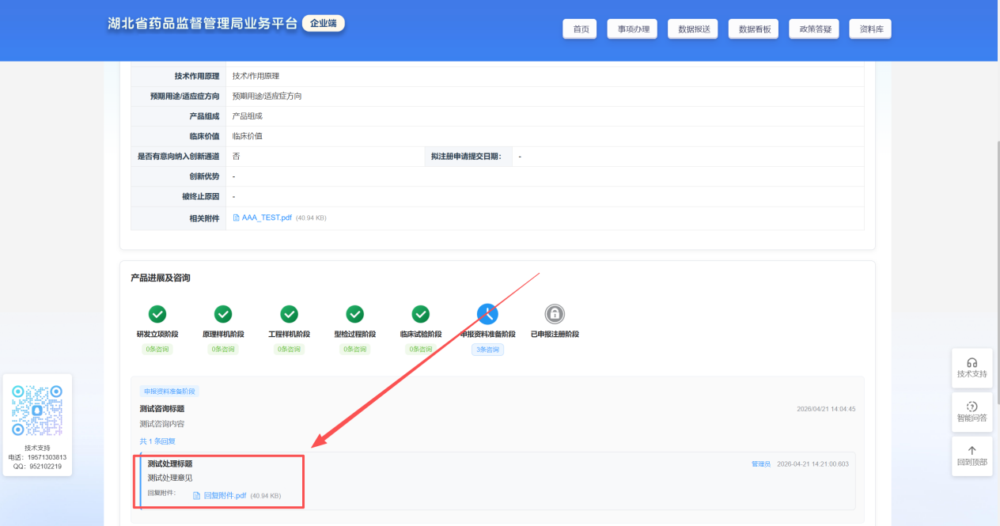 湖北省药品监督管理局业务平台 企业端
首页 事项办理 数据报送 数据看板 政策答疑 资料库
技术作用原理 技术/作用原理
预期用途/适应症方向 预期用途/适应症方向
产品组成 产品组成
临床价值 临床价值
是否有意向纳入创新通道 否 拟注册申请提交日期: -
创新优势 -
被终止原因 -
相关附件 AAA_TEST.pdf (40.94 KB)
产品进展及咨询
研发立项阶段 原理样机阶段 工程样机阶段 型检过程阶段 临床试验阶段 申报资料准备阶段 已申报注册阶段
0条咨询 0条咨询 0条咨询 0条咨询 0条咨询 3条咨询
申报资料准备阶段
测试咨询标题 2026/04/21 14:04:45
测试咨询内容
共 1 条回复
测试处理标题 管理员 2026-04-21 14:21:00.603
测试处理意见
回复附件: 回复附件.pdf (40.94 KB)
技术支持
电话: 19571303813
QQ: 952102219
技术支持
智能问答
回到顶部